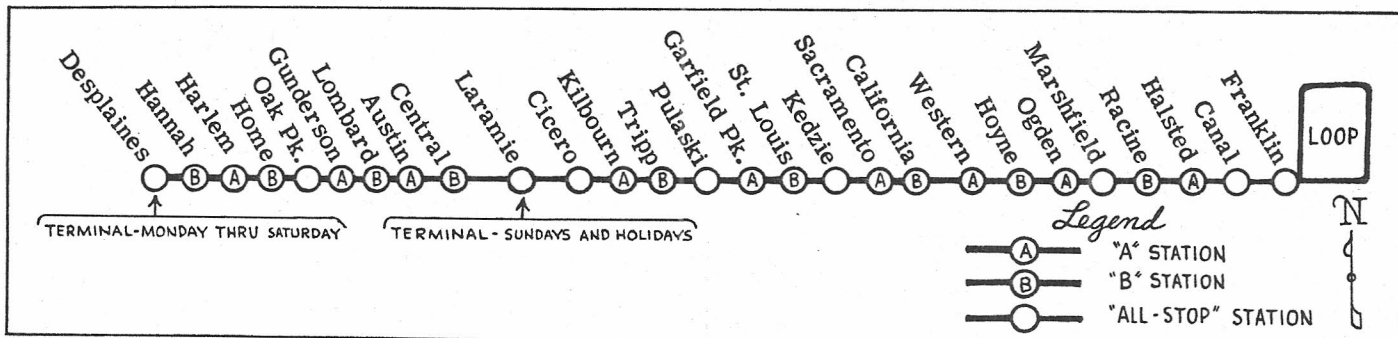 Desplaines
Hannah
Harlem
Home
Oak Pk.
Gunderson
Lombard
Austin
Central
Laramie
Cicero
Kilbourn
Tripp
Pulaski
Garfield Pk.
St. Louis
Kedzie
Sacramento
California
Western
Hoyne
Ogden
Marshfield
Racine
Halsted
Canal
Franklin
LOOP
B A B A B A B A B A B A B A B A B A
TERMINAL-MONDAY THRU SATURDAY
TERMINAL - SUNDAYS AND HOLIDAYS
N
Legend
A "A" STATION
B "B" STATION
"ALL-STOP" STATION